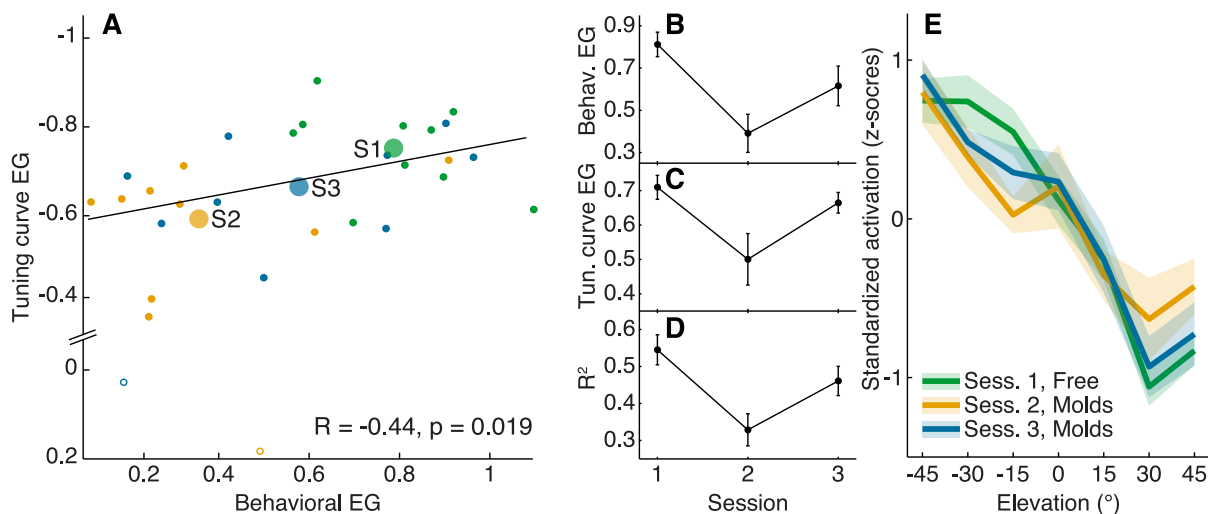 A
Tuning curve EG
-1
-0.8
-0.6
-0.4
0
0.2
S1
S3
S2
R = -0.44, p = 0.019
0.2 0.4 0.6 0.8 1
Behavioral EG
B
Behav. EG
0.9
0.7
0.5
0.3
C
Tun. curve EG
0.7
0.6
0.5
0.4
D
R²
0.6
0.5
0.4
0.3
1 2 3
Session
E
Standardized activation (z-socres)
1
0
-1
Sess. 1, Free
Sess. 2, Molds
Sess. 3, Molds
-45 -30 -15 0 15 30 45
Elevation (°)